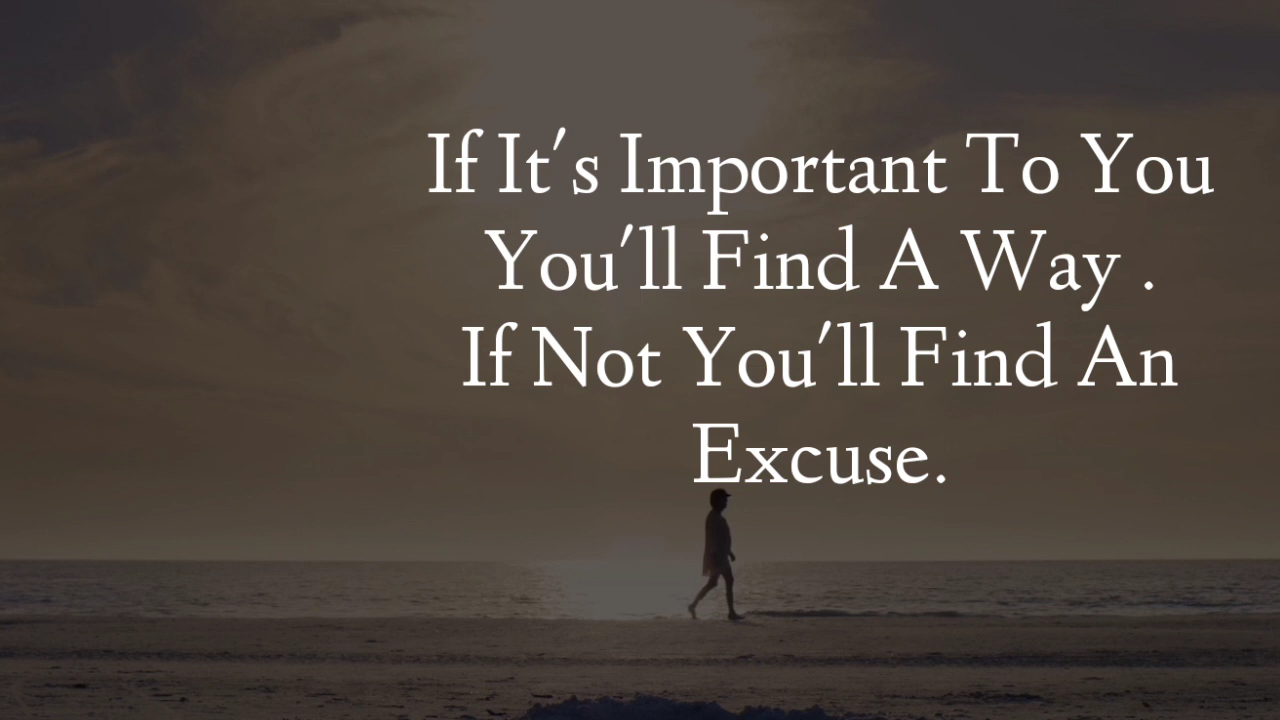 If It's Important To You
You'll Find A Way .
If Not You'll Find An
Excuse.